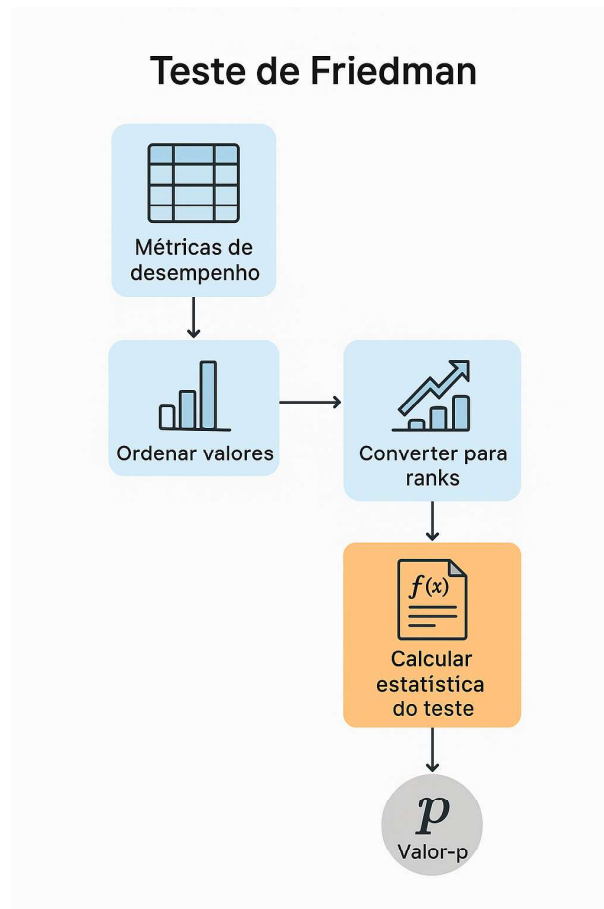 Teste de Friedman
Métricas de
desempenho
Ordenar valores
Converter para
ranks
f(x)
Calcular
estatística
do teste
p
Valor-p